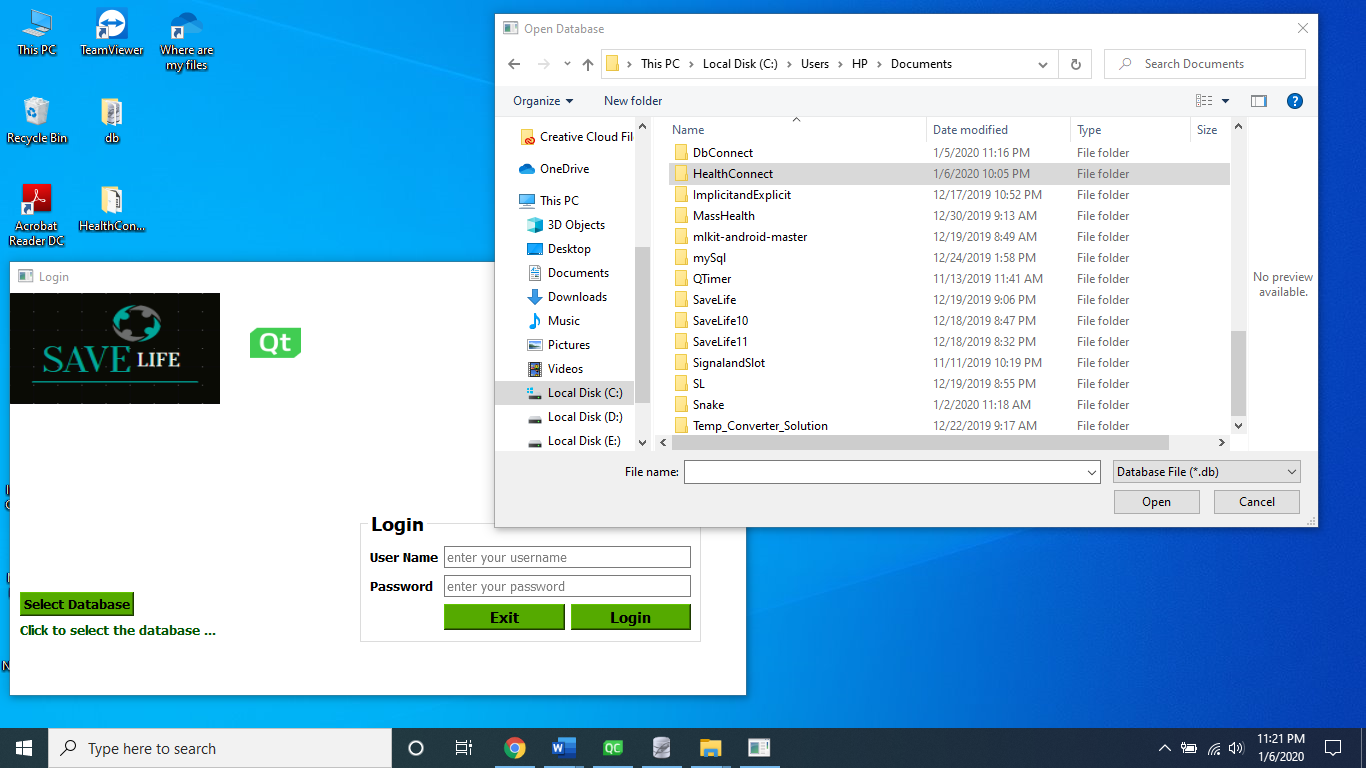 This PC
TeamViewer
Where are
my files
Recycle Bin
db
Acrobat
Reader DC
HealthCon...
Open Database
This PC > Local Disk (C:) > Users > HP > Documents
Search Documents
Organize
New folder
Creative Cloud Fil
OneDrive
This PC
3D Objects
Desktop
Documents
Downloads
Music
Pictures
Videos
Local Disk (C:)
Local Disk (D:)
Local Disk (E:)
Name Date modified Type Size
DbConnect 1/5/2020 11:16 PM File folder
HealthConnect 1/6/2020 10:05 PM File folder
ImplicitandExplicit 12/17/2019 10:52 PM File folder
MassHealth 12/30/2019 9:13 AM File folder
mlkit-android-master 12/19/2019 8:49 AM File folder
mySql 12/24/2019 1:58 PM File folder
QTimer 11/13/2019 11:41 AM File folder
SaveLife 12/19/2019 9:06 PM File folder
SaveLife10 12/18/2019 8:47 PM File folder
SaveLife11 12/18/2019 8:32 PM File folder
SignalandSlot 11/11/2019 10:19 PM File folder
SL 12/19/2019 8:55 PM File folder
Snake 1/2/2020 11:18 AM File folder
Temp_Converter_Solution 12/22/2019 9:17 AM File folder
No preview
available.
File name:
Database File (*.db)
Open
Cancel
Login
SAVE LIFE
Qt
Login
User Name enter your username
Password enter your password
Exit Login
Select Database
Click to select the database ...
Type here to search
W
QC
11:21 PM
1/6/2020